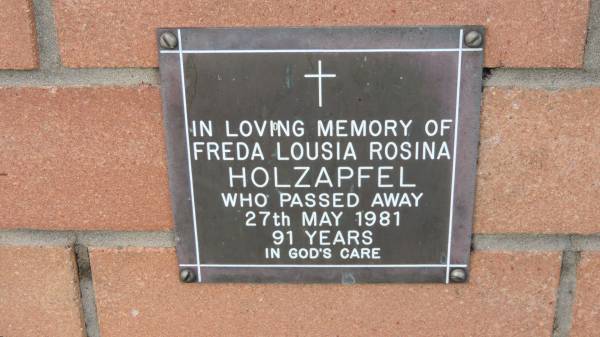 IN LOVING MEMORY OF
FREDA LOUSIA ROSINA
HOLZAPFEL
WHO PASSED AWAY
27th MAY 1981
91 YEARS
IN GOD'S CARE